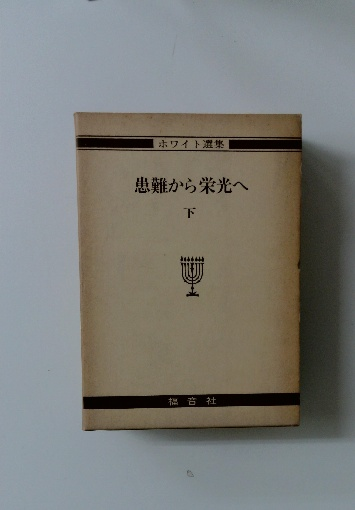 ホワイト選集
患難から栄光へ
下
福音社